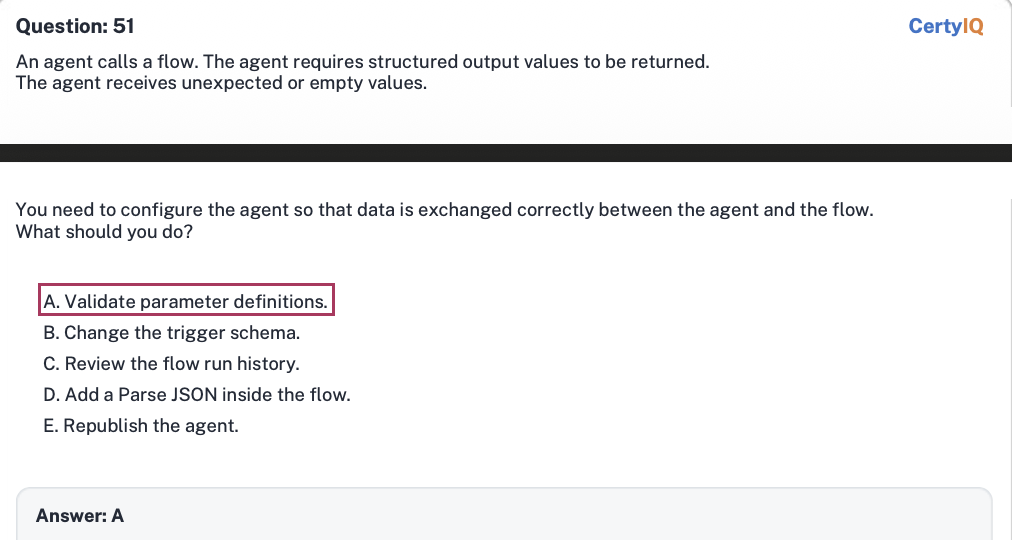 Question: 51
CertyIQ
An agent calls a flow. The agent requires structured output values to be returned.
The agent receives unexpected or empty values.
You need to configure the agent so that data is exchanged correctly between the agent and the flow.
What should you do?
A. Validate parameter definitions.
B. Change the trigger schema.
C. Review the flow run history.
D. Add a Parse JSON inside the flow.
E. Republish the agent.
Answer: A